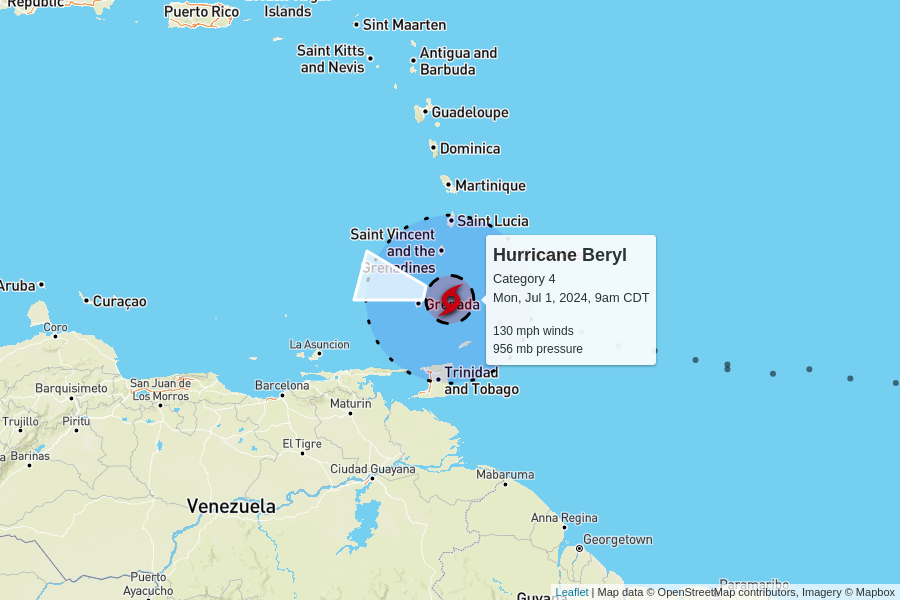 Republic
Puerto Rico
Islands
Sint Maarten
Saint Kitts
and Nevis
Antigua and
Barbuda
Guadeloupe
Dominica
Martinique
Saint Lucia
Saint Vincent
and the
Grenadines
Grenada
Hurricane Beryl
Category 4
Mon, Jul 1, 2024, 9am CDT
130 mph winds
956 mb pressure
Aruba
Curaçao
Coro
La Asuncion
Trinidad
and Tobago
Barquisimeto
San Juan de
Los Morros
Barcelona
Maturin
Trujillo
Piritu
a Barinas
El Tigre
Ciudad Guayana
Mabaruma
Venezuela
Anna Regina
Georgetown
Puerto
Ayacucho
Paramaribo
Guyana
Leaflet | Map data © OpenStreetMap contributors, Imagery © Mapbox